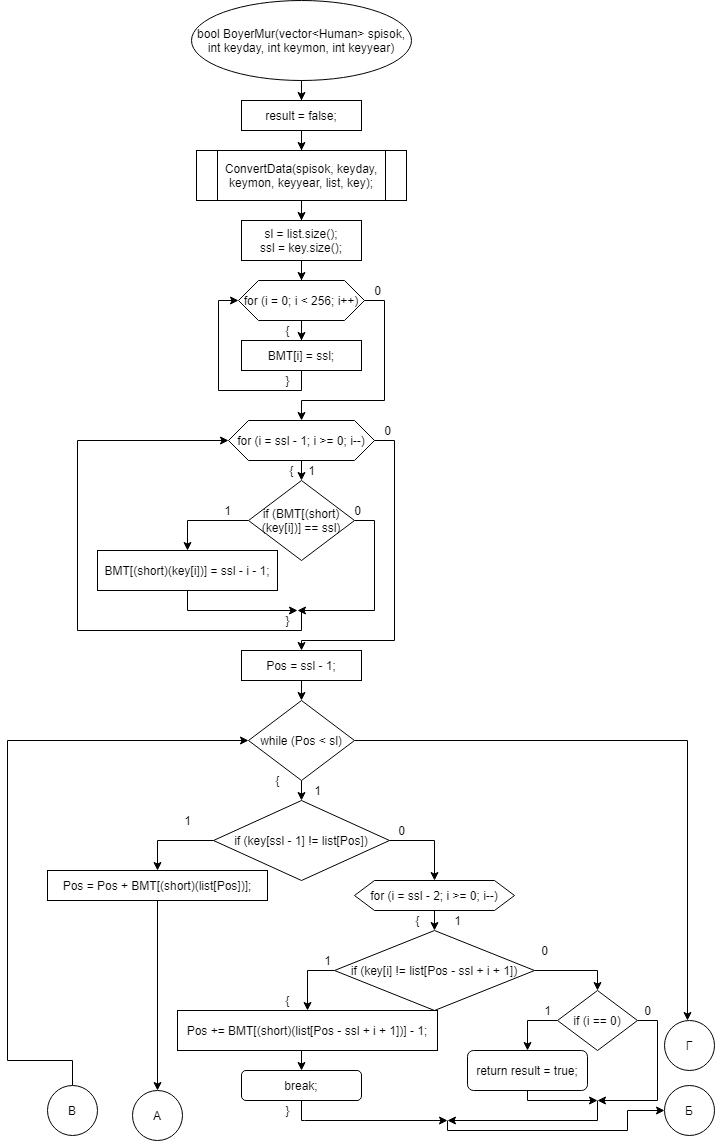 bool BoyerMur(vector<Human> spisok,
int keyday, int keymon, int keyyear)
result = false;
ConvertData(spisok, keyday,
keymon, keyyear, list, key);
sl = list.size();
ssl = key.size();
for (i = 0; i < 256; i++)
0
{
BMT[i] = ssl;
}
for (i = ssl - 1; i >= 0; i--)
0
{ 1
if (BMT[(short)
(key[i])] == ssl)
1
0
BMT[(short)(key[i])] = ssl - i - 1;
}
Pos = ssl - 1;
while (Pos < sl)
{
1
if (key[ssl - 1] != list[Pos])
1
0
Pos = Pos + BMT[(short)(list[Pos])];
for (i = ssl - 2; i >= 0; i--)
{ 1
if (key[i] != list[Pos - ssl + i + 1])
1
0
{
Pos += BMT[(short)(list[Pos - ssl + i + 1])] - 1;
if (i == 0)
1
0
break;
}
return result = true;
Г
В
А
Б